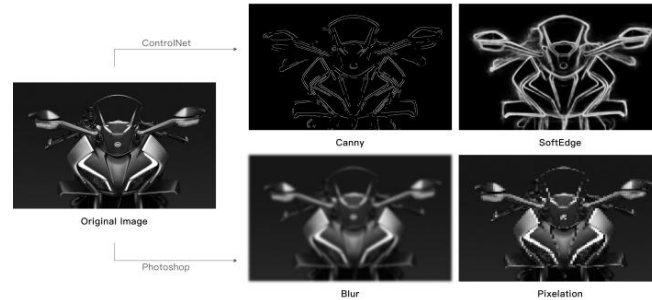 ControlNet
Canny
SoftEdge
Original Image
Photoshop
Blur
Pixelation